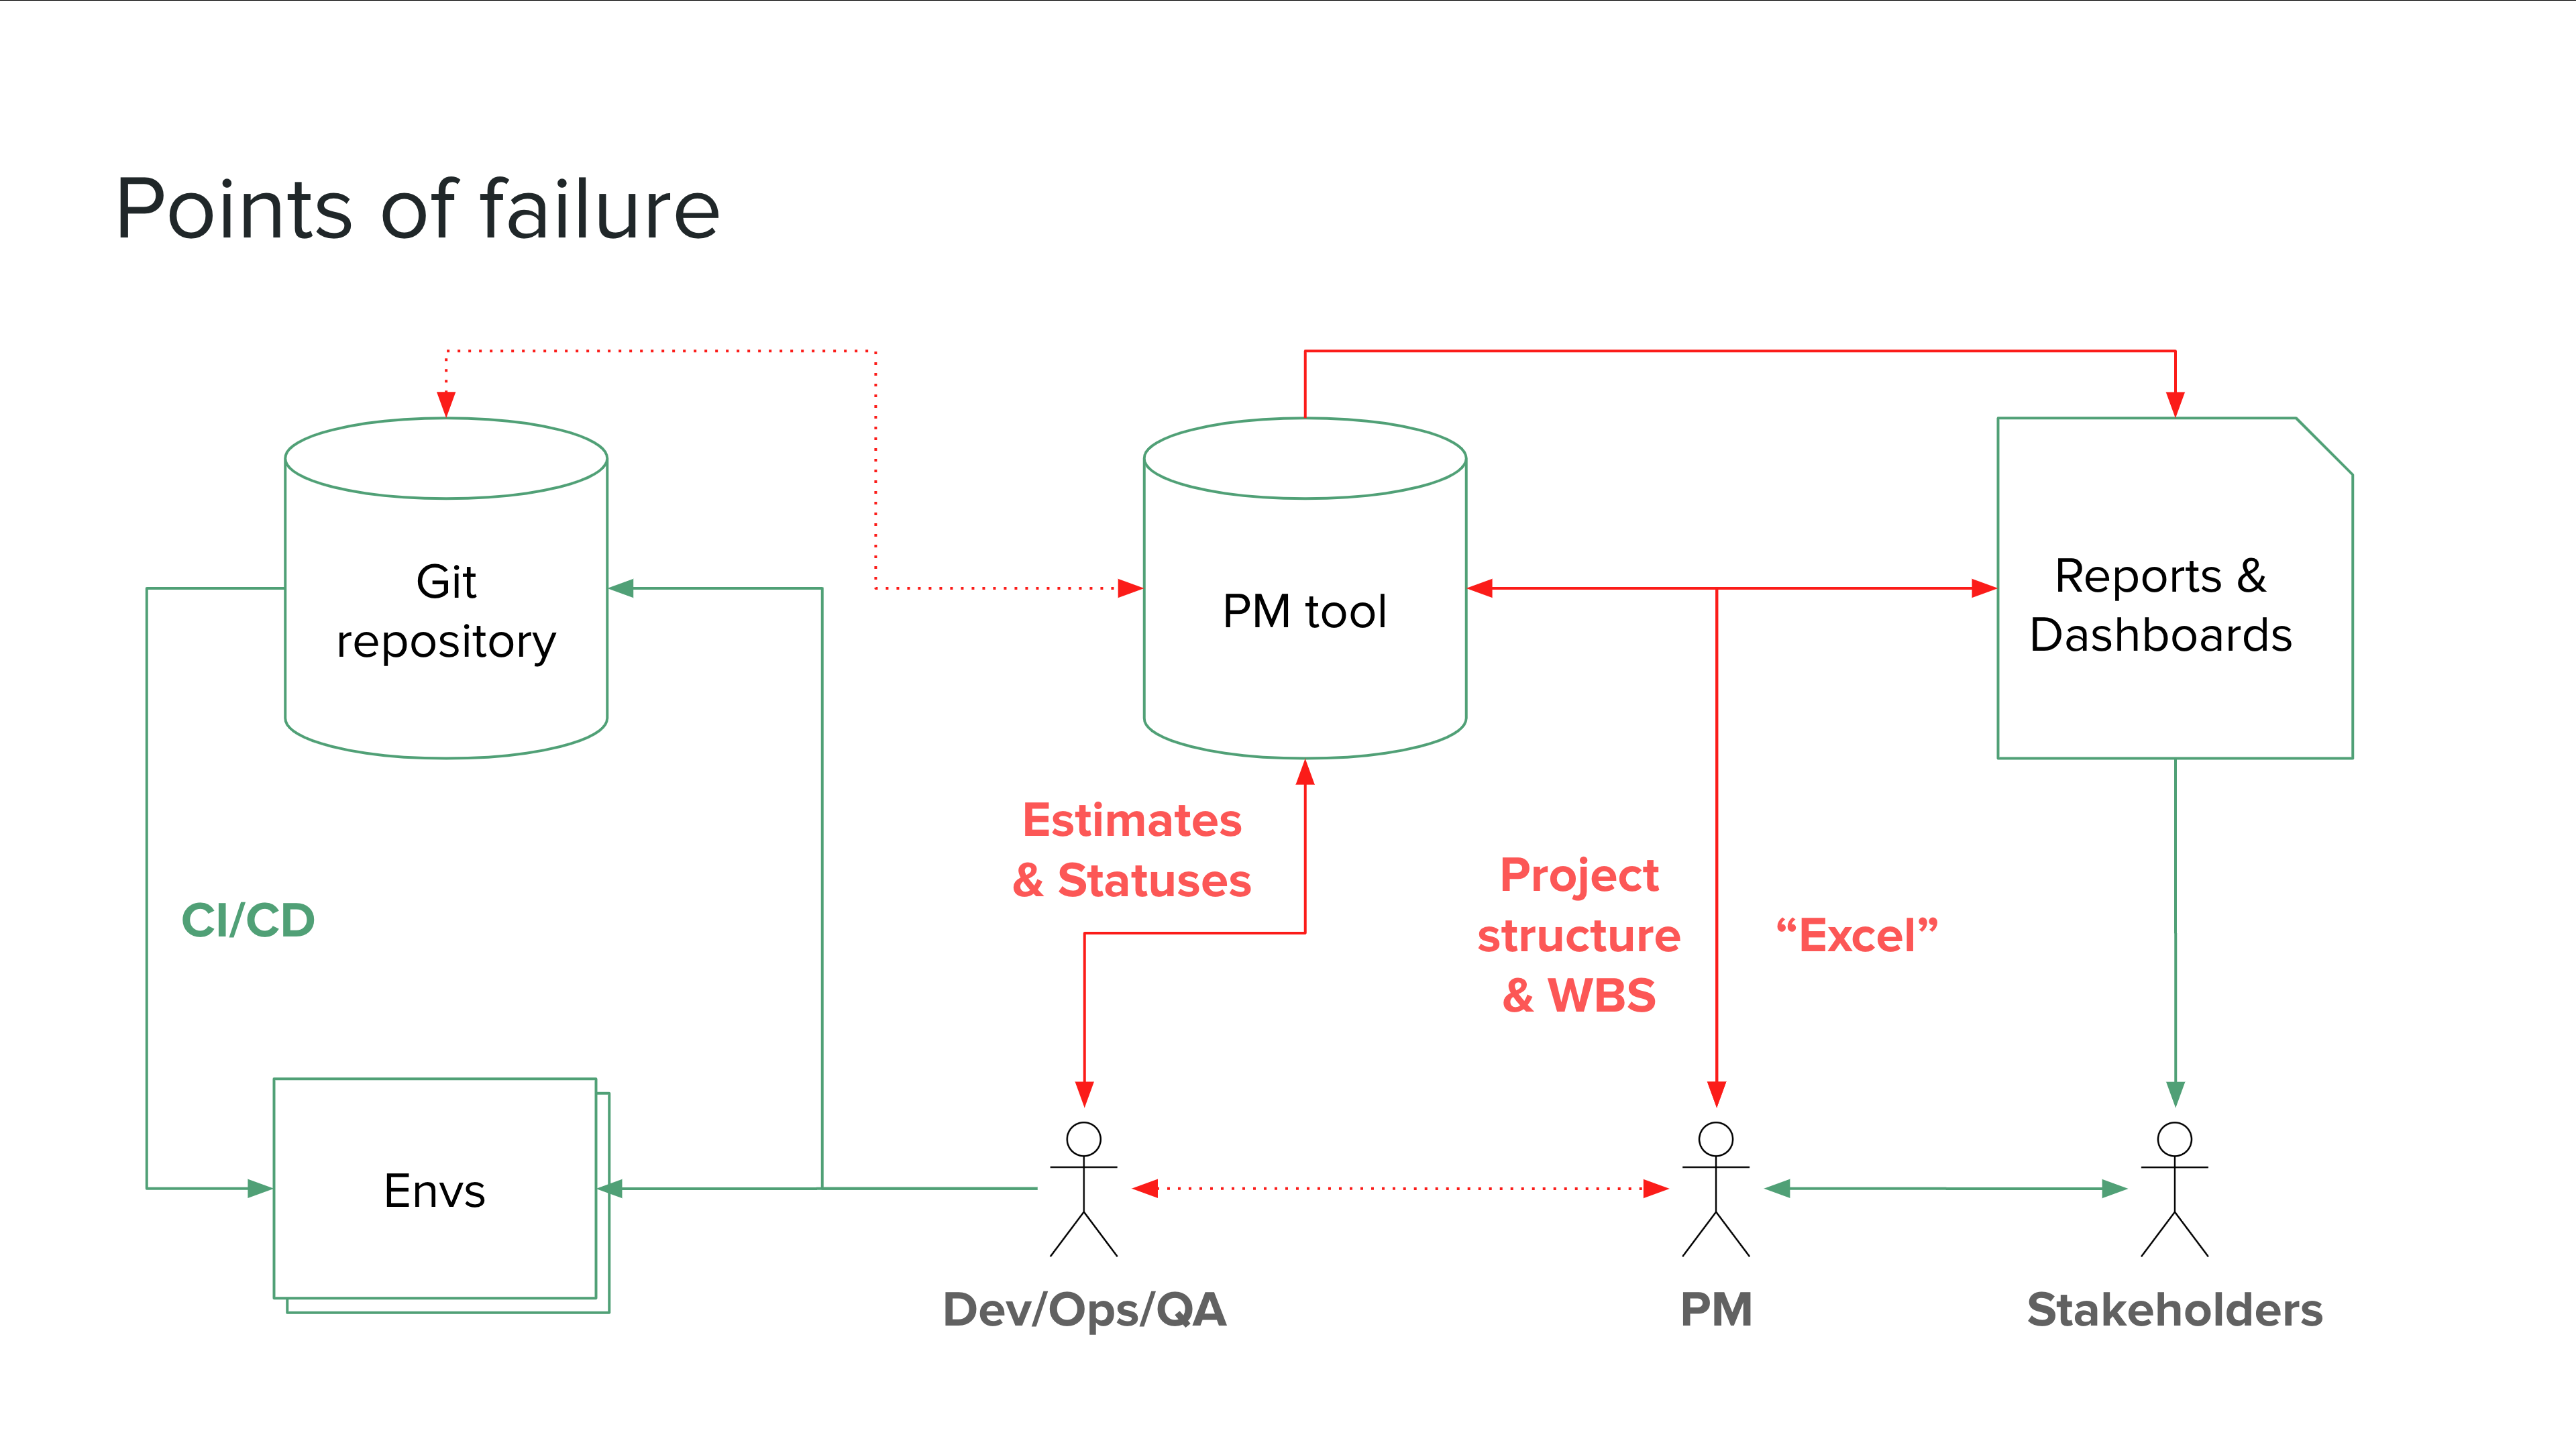 Points of failure
Git
repository
PM tool
Reports &
Dashboards
Estimates
& Statuses
Project
structure
& WBS
“Excel”
CI/CD
Envs
Dev/Ops/QA
PM
Stakeholders